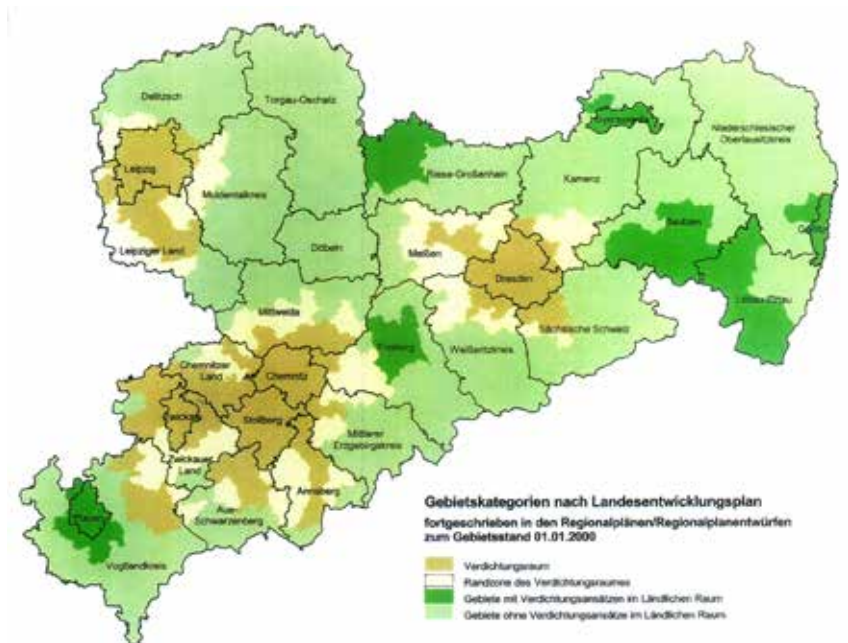 Delitzsch
Torgau-Oschatz
Niederschlesischer
Oberlausitzkreis
Leipzig
Muldentalkreis
Riesa-Großenhain
Kamenz
Bautzen
Leipziger Land
Döbeln
Meißen
Dresden
Löbau-Zittau
Mittweida
Freiberg
Weißeritzkreis
Sächsische Schweiz
Chemnitzer
Land
Chemnitz
Zwickau
Stollberg
Mittlerer
Erzgebirgskreis
Zwickauer
Land
Annaberg
Aue-
Schwarzenberg
Plauen
Vogtlandkreis
Gebietskategorien nach Landesentwicklungsplan
fortgeschrieben in den Regionalplänen/Regionalplanentwürfen
zum Gebietsstand 01.01.2000
Verdichtungsraum
Randzone des Verdichtungsraumes
Gebiete mit Verdichtungsansätzen im Ländlichen Raum
Gebiete ohne Verdichtungsansätze im Ländlichen Raum